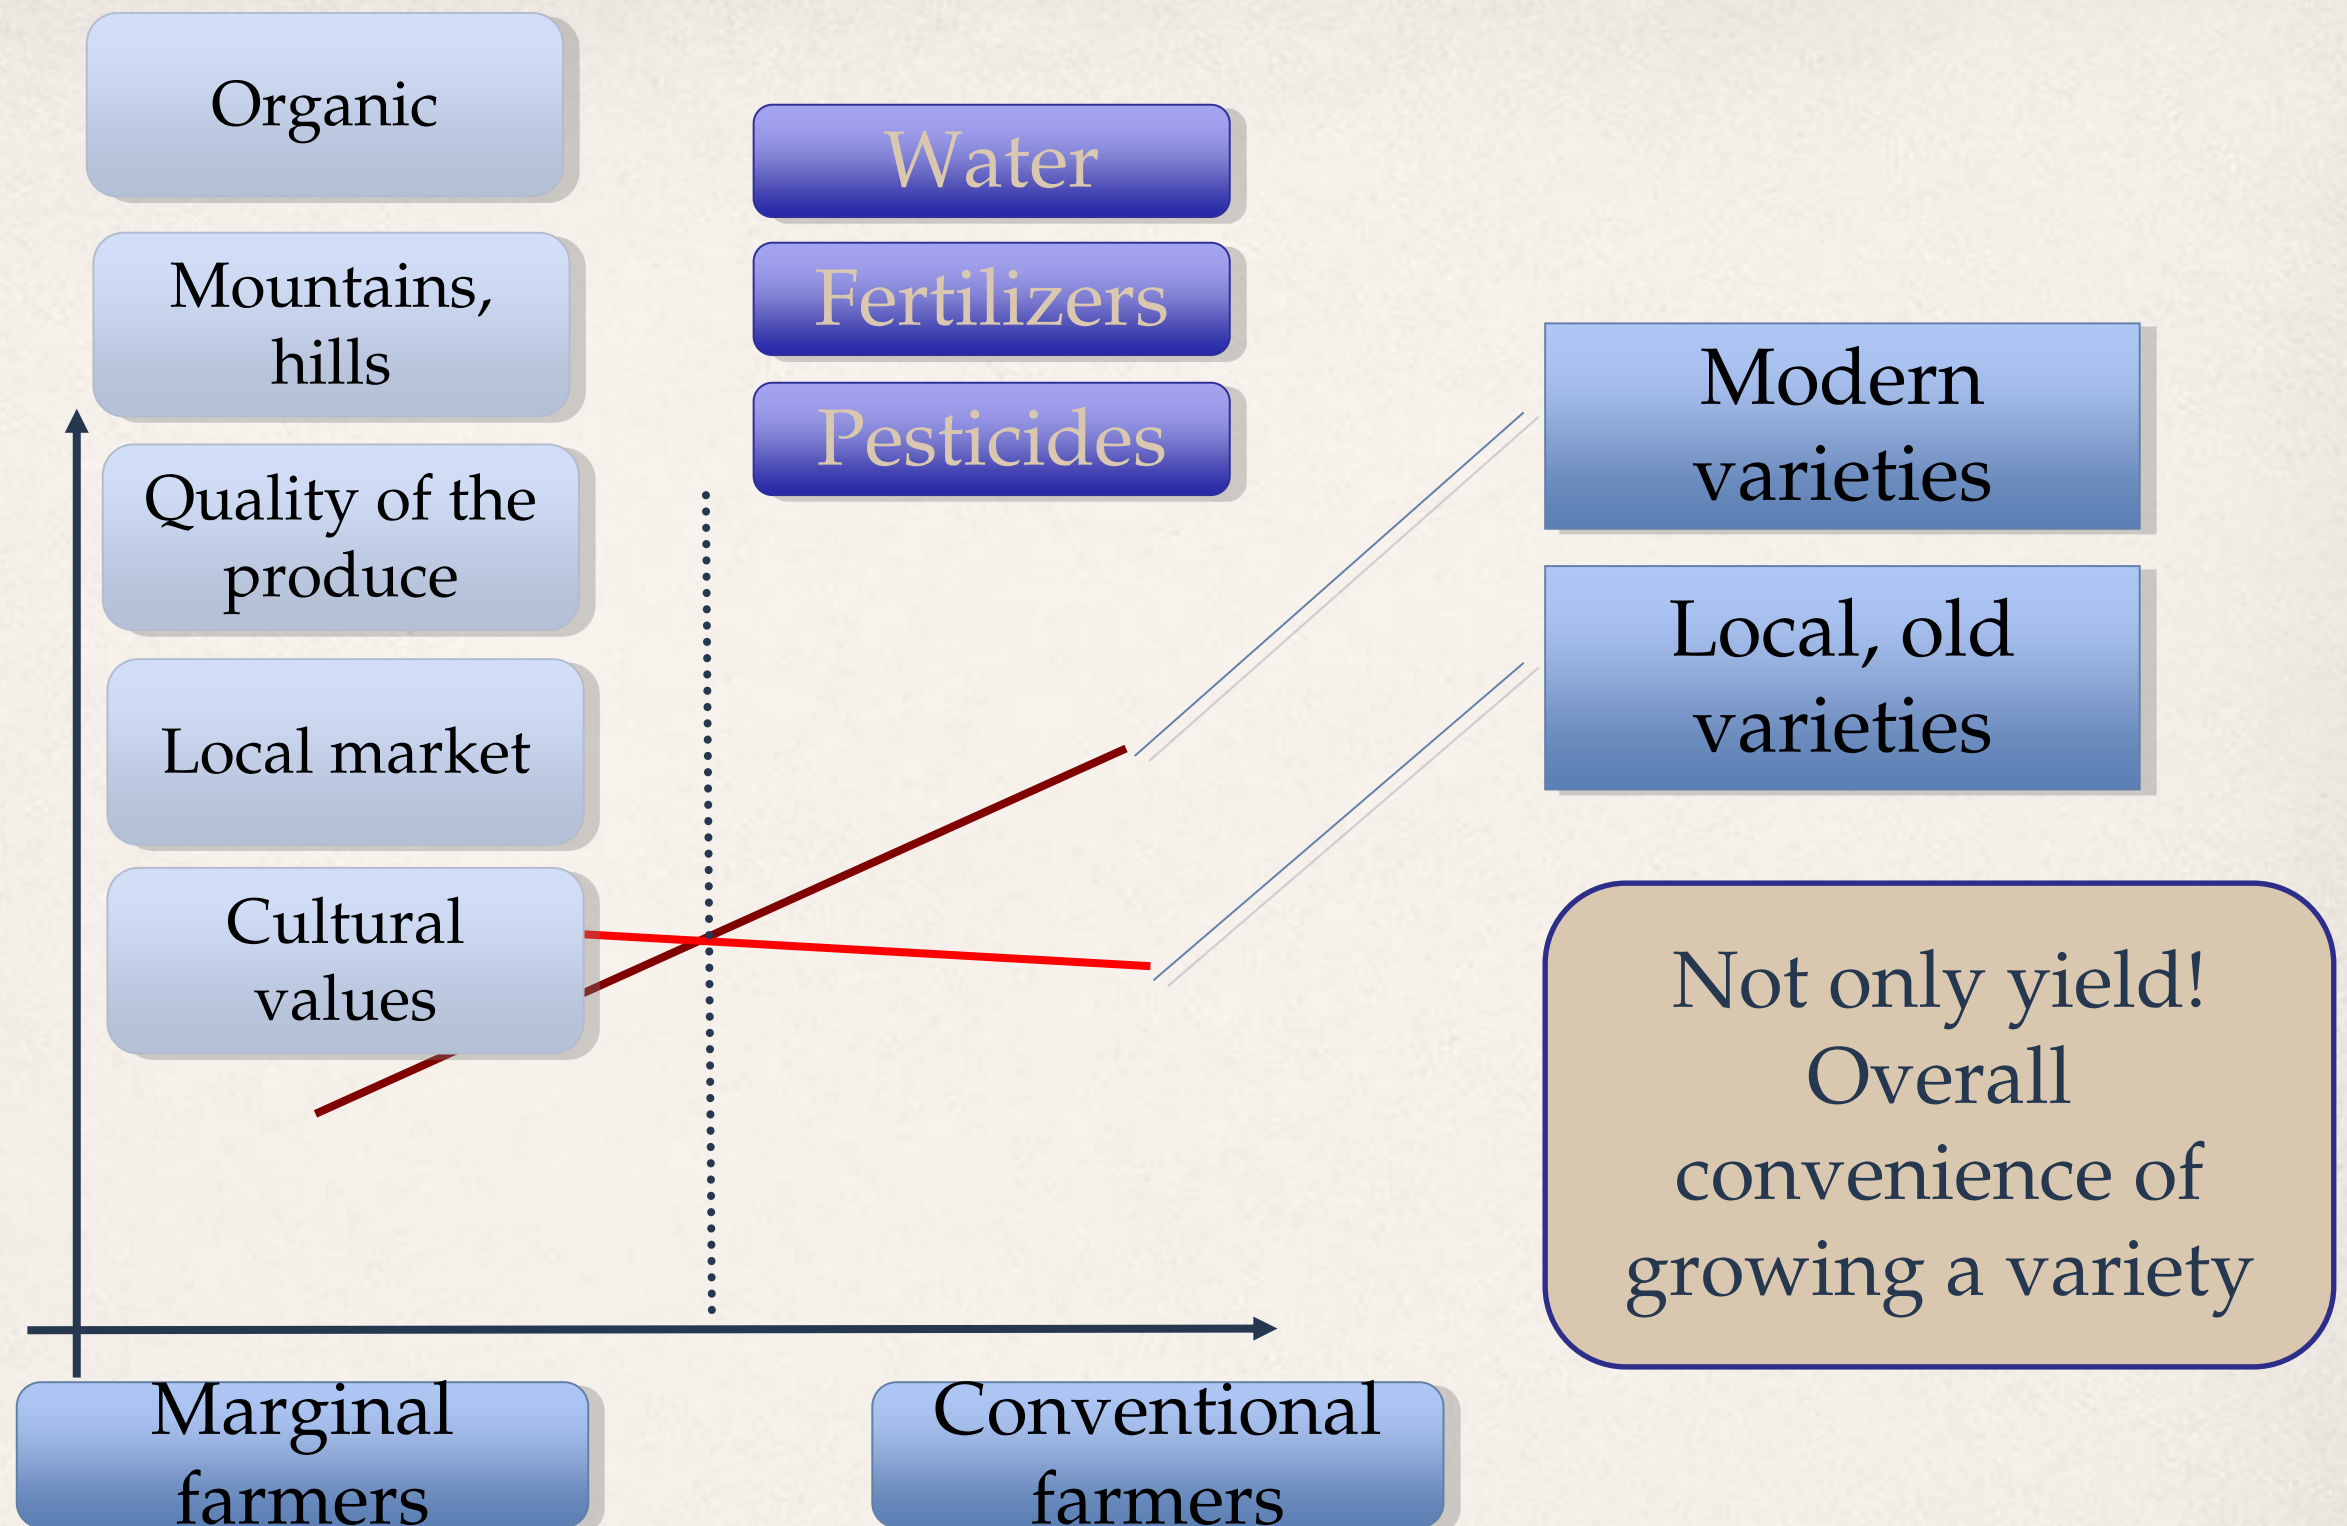 Organic
Mountains,
hills
Quality of the
produce
Local market
Cultural
values
Water
Fertilizers
Pesticides
Modern
varieties
Local, old
varieties
Not only yield!
Overall
convenience of
growing a variety
Marginal
farmers
Conventional
farmers